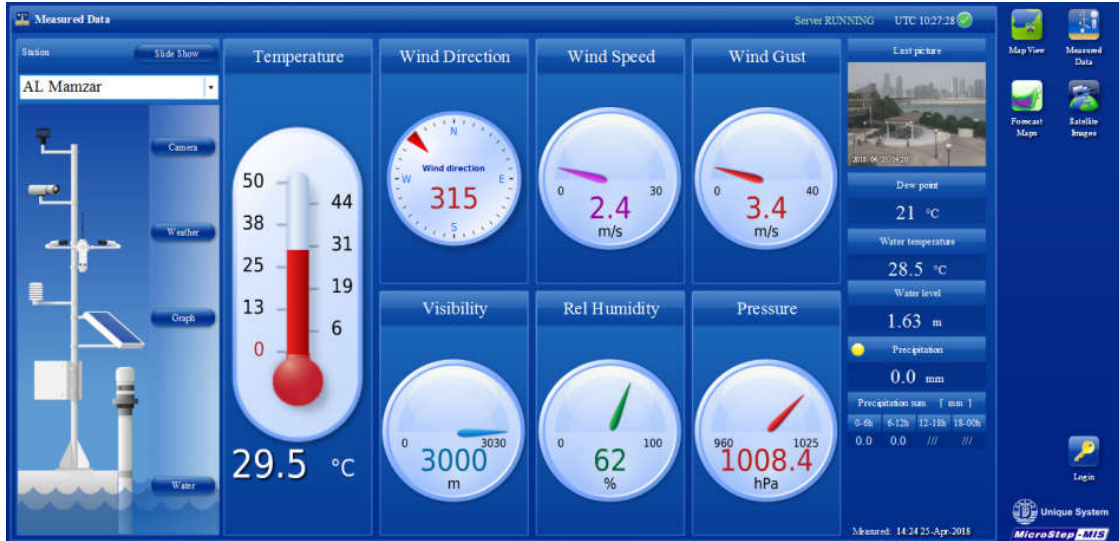 Measured Data
Server RUNNING UTC 10:27:28
Station
Slide Show
AL Mamzar
Camera
Weather
Graph
Water
Temperature
50
44
38
31
25
19
13
6
0
29.5 °C
Wind Direction
N
Wind direction
W E
315
S
Wind Speed
0 30
2.4
m/s
Wind Gust
0 40
3.4
m/s
Visibility
0 3030
3000
m
Rel Humidity
0 100
62
%
Pressure
960 1025
1008.4
hPa
Last picture
2018-04-25 14:20
Dew point
21 °C
Water temperature
28.5 °C
Water level
1.63 m
Precipitation
0.0 mm
Precipitation sum [ mm ]
0-6h 6-12h 12-18h 18-00h
0.0 0.0 /// ///
Measured: 14:24 25-Apr-2018
Map View
Measured Data
Forecast Maps
Satellite Images
Login
Unique System
MicroStep-MIS